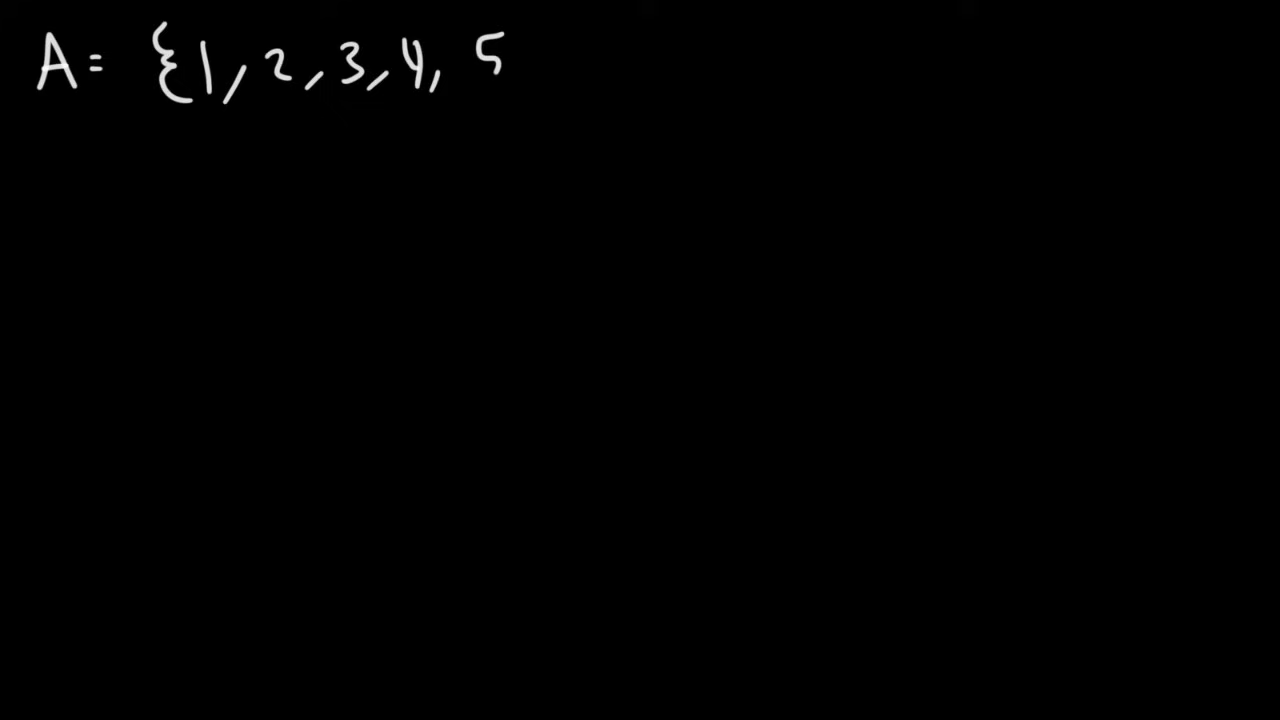 A = {1, 2, 3, 4, 5